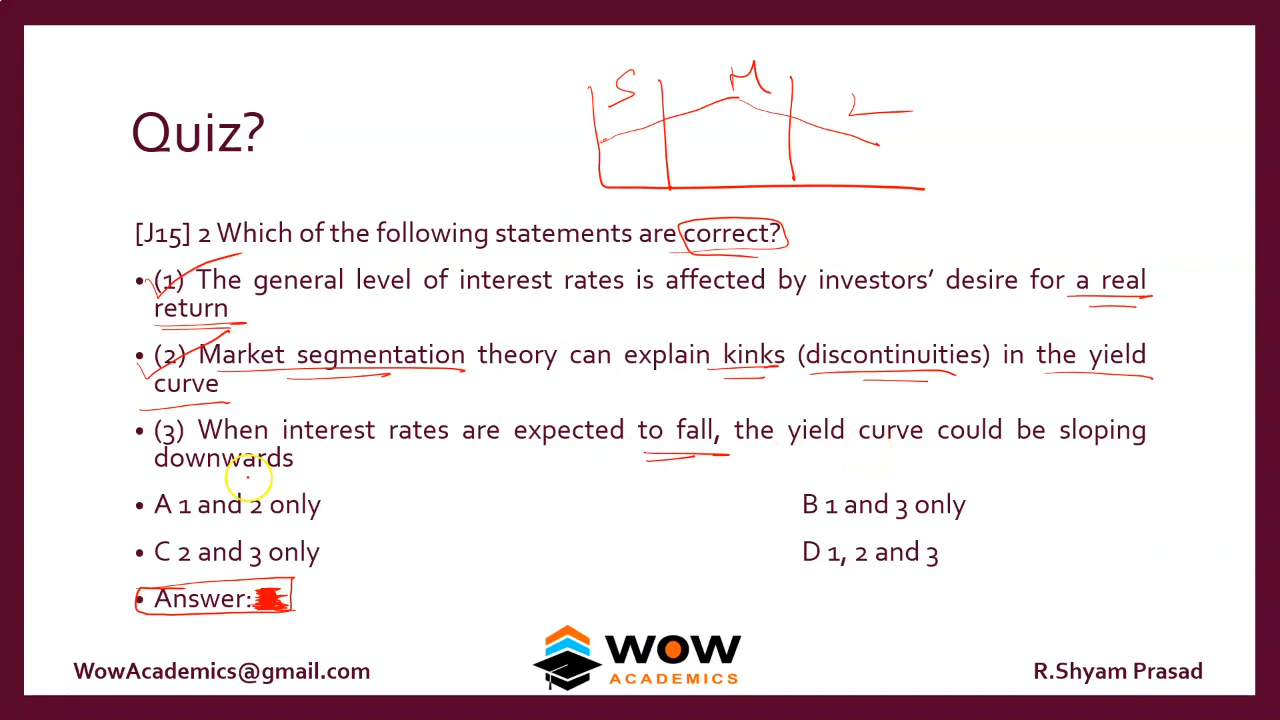 S M L
Quiz?
[J15] 2 Which of the following statements are correct?
• (1) The general level of interest rates is affected by investors’ desire for a real
return
• (2) Market segmentation theory can explain kinks (discontinuities) in the yield
curve
• (3) When interest rates are expected to fall, the yield curve could be sloping
downwards
• A 1 and 2 only B 1 and 3 only
• C 2 and 3 only D 1, 2 and 3
• Answer:
WOW
ACADEMICS
WowAcademics@gmail.com R.Shyam Prasad